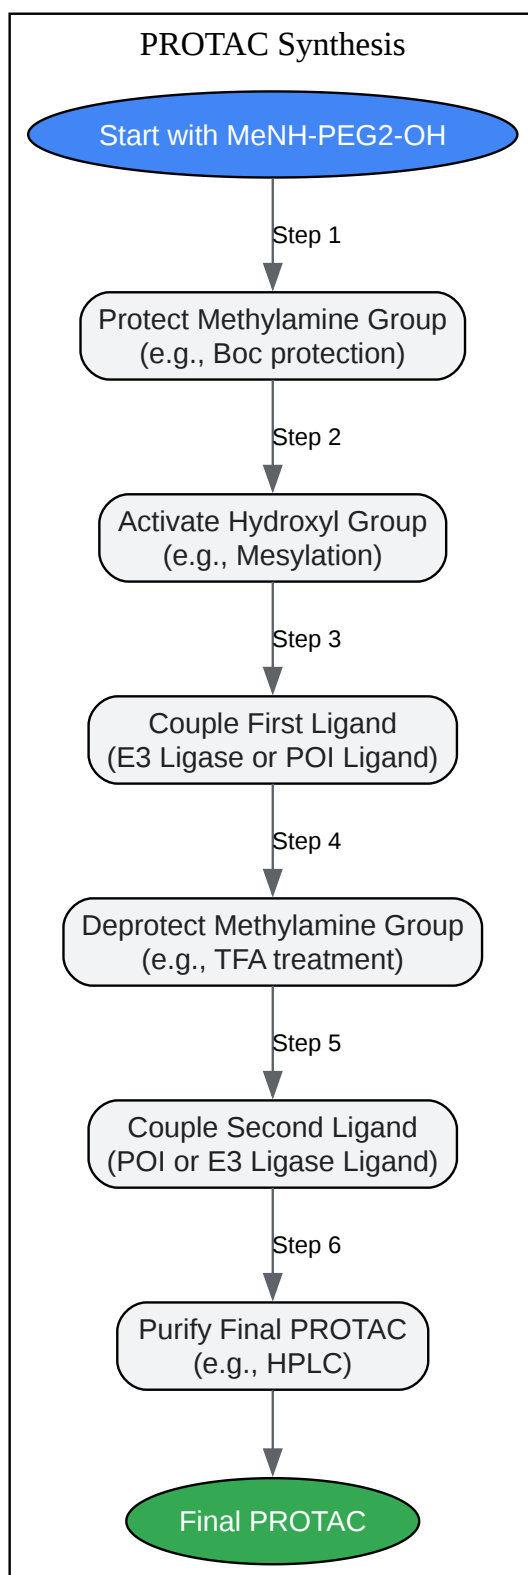 PROTAC Synthesis
Start with MeNH-PEG2-OH
Step 1
Protect Methylamine Group
(e.g., Boc protection)
Step 2
Activate Hydroxyl Group
(e.g., Mesylation)
Step 3
Couple First Ligand
(E3 Ligase or POI Ligand)
Step 4
Deprotect Methylamine Group
(e.g., TFA treatment)
Step 5
Couple Second Ligand
(POI or E3 Ligase Ligand)
Step 6
Purify Final PROTAC
(e.g., HPLC)
Final PROTAC